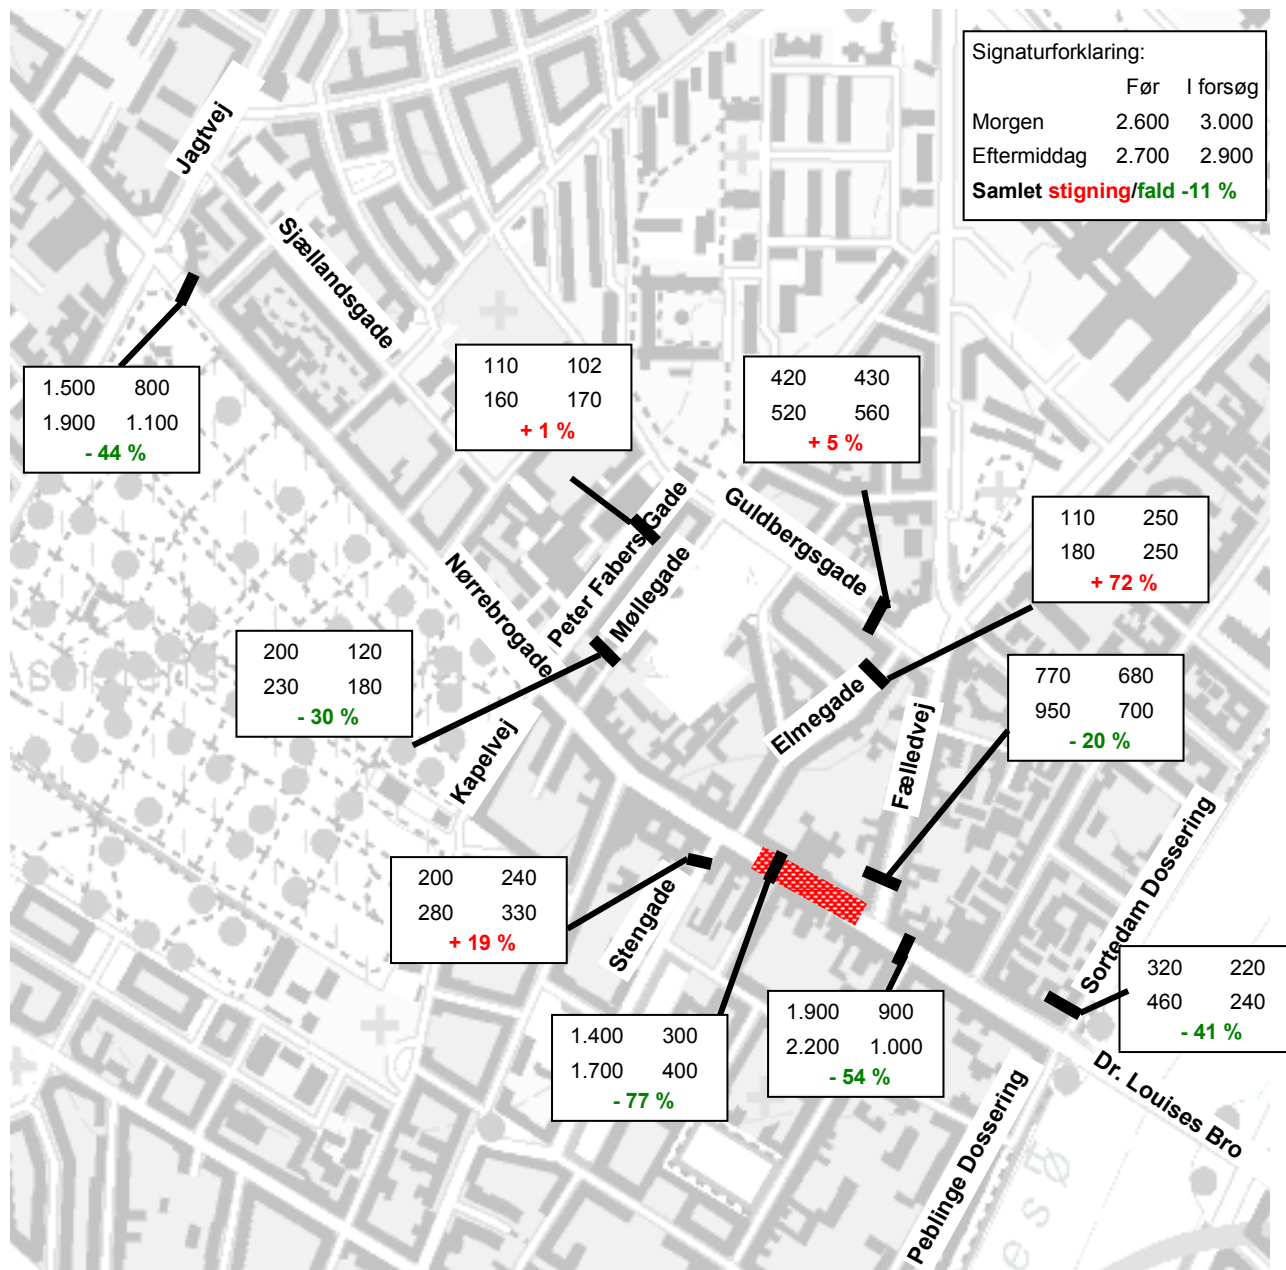 Signaturforklaring:
Før I forsøg
Morgen 2.600 3.000
Eftermiddag 2.700 2.900
Samlet stigning/fald -11 %
Jagtvej
Sjællandsgade
1.500 800
1.900 1.100
- 44 %
110 102
160 170
+ 1 %
420 430
520 560
+ 5 %
Peter Fabers Gade
Møllegade
Guldbergsgade
Nørrebrogade
110 250
180 250
+ 72 %
200 120
230 180
- 30 %
Kapelvej
Elmegade
Fælledvej
770 680
950 700
- 20 %
Sortedam Dossering
200 240
280 330
+ 19 %
Stengade
320 220
460 240
- 41 %
1.400 300
1.700 400
- 77 %
1.900 900
2.200 1.000
- 54 %
Peblinge Dossering
Dr. Louises Bro